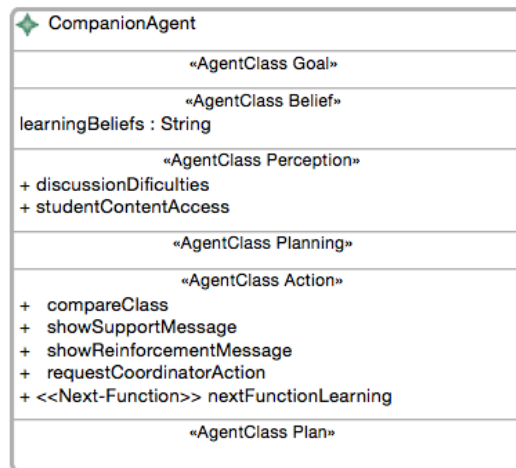 CompanionAgent
«AgentClass Goal»
«AgentClass Belief»
learningBeliefs : String
«AgentClass Perception»
+ discussionDificulties
+ studentContentAccess
«AgentClass Planning»
«AgentClass Action»
+ compareClass
+ showSupportMessage
+ showReinforcementMessage
+ requestCoordinatorAction
+ <<Next-Function>> nextFunctionLearning
«AgentClass Plan»